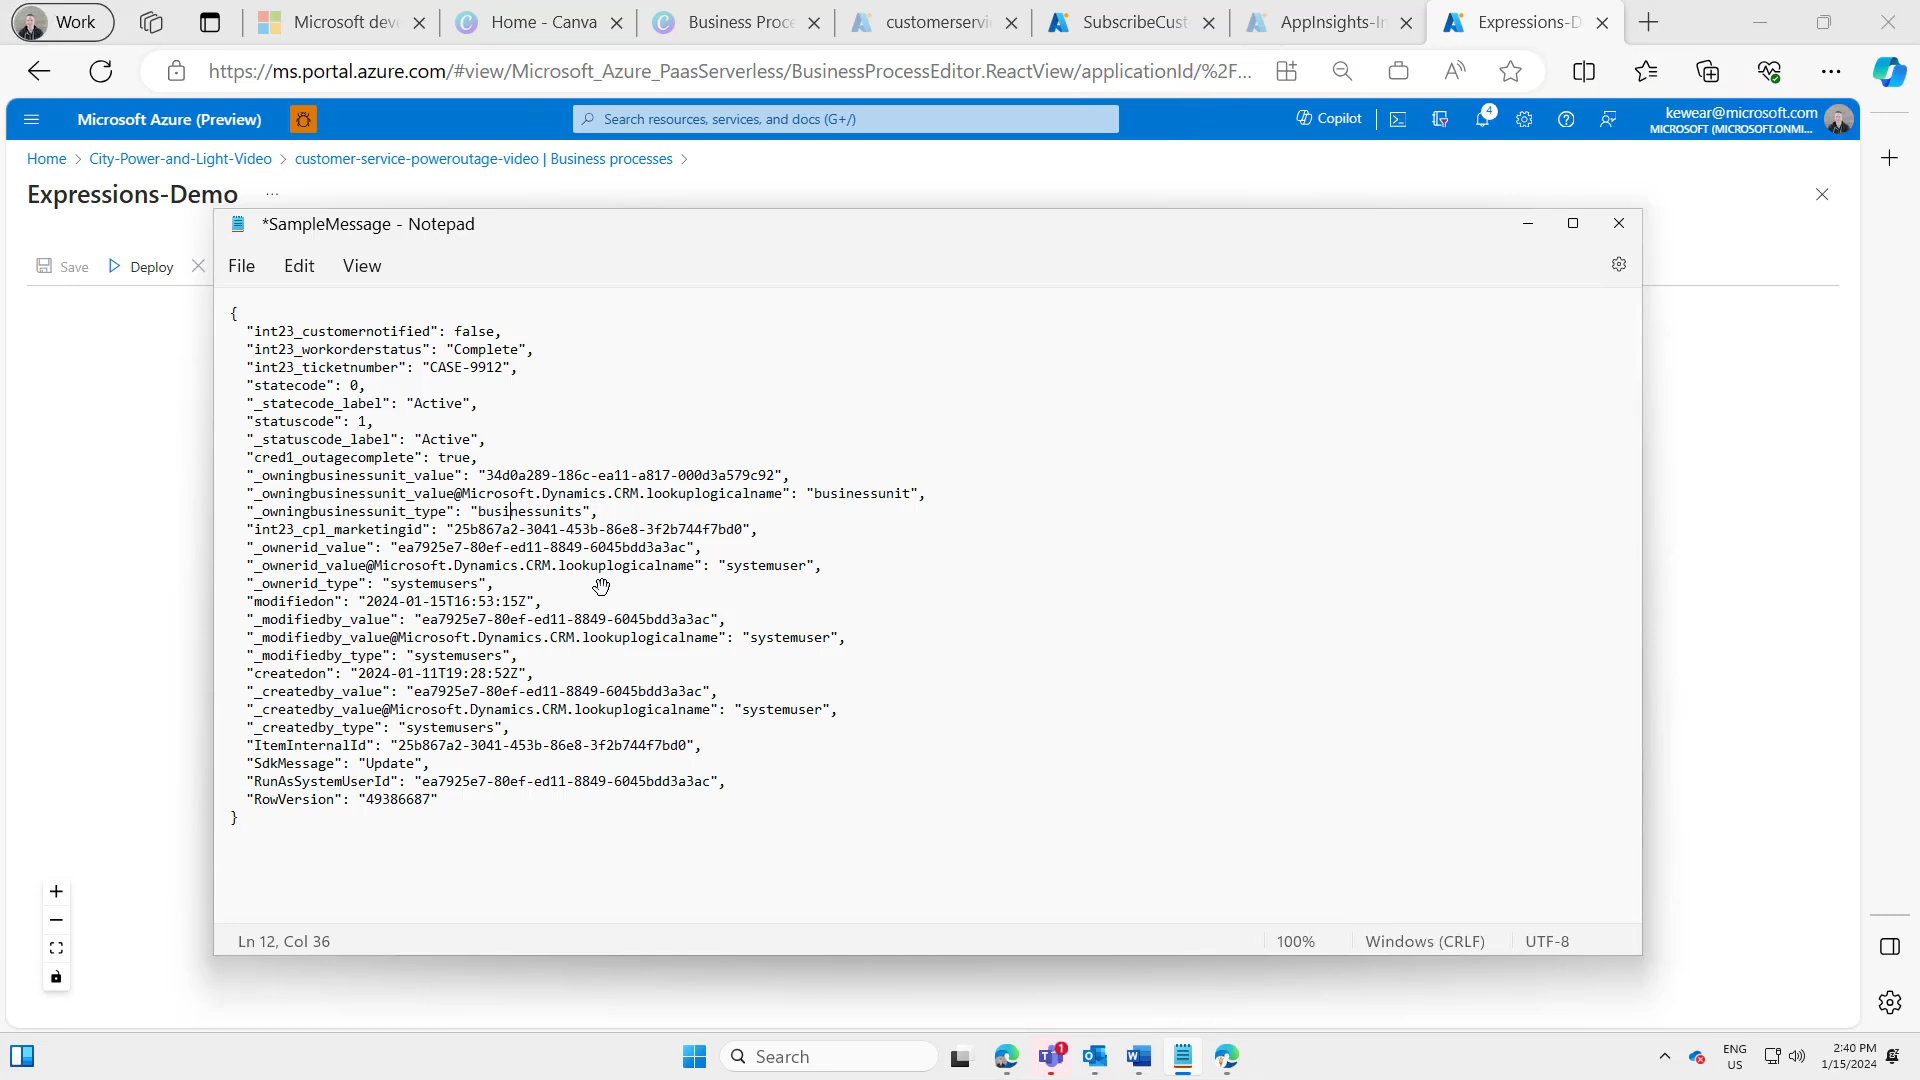 Work
Microsoft dev
Home - Canva
Business Proc
customerservi
SubscribeCust
AppInsights-In
Expressions-D
https://ms.portal.azure.com/#view/Microsoft_Azure_PaasServerless/BusinessProcessEditor.ReactView/applicationId/%2F...
Microsoft Azure (Preview)
Search resources, services, and docs (G+/)
Copilot
4
kewear@microsoft.com
MICROSOFT (MICROSOFT.ONMI...
Home > City-Power-and-Light-Video > customer-service-poweroutage-video | Business processes >
Expressions-Demo ...
*SampleMessage - Notepad
Save Deploy
File Edit View
{
"int23_customernotified": false,
"int23_workorderstatus": "Complete",
"int23_ticketnumber": "CASE-9912",
"statecode": 0,
"_statecode_label": "Active",
"statuscode": 1,
"_statuscode_label": "Active",
"cred1_outagecomplete": true,
"_owningbusinessunit_value": "34d0a289-186c-ea11-a817-000d3a579c92",
"_owningbusinessunit_value@Microsoft.Dynamics.CRM.lookuplogicalname": "businessunit",
"_owningbusinessunit_type": "businessunits",
"int23_cpl_marketingid": "25b867a2-3041-453b-86e8-3f2b744f7bd0",
"_ownerid_value": "ea7925e7-80ef-ed11-8849-6045bdd3a3ac",
"_ownerid_value@Microsoft.Dynamics.CRM.lookuplogicalname": "systemuser",
"_ownerid_type": "systemusers",
"modifiedon": "2024-01-15T16:53:15Z",
"_modifiedby_value": "ea7925e7-80ef-ed11-8849-6045bdd3a3ac",
"_modifiedby_value@Microsoft.Dynamics.CRM.lookuplogicalname": "systemuser",
"_modifiedby_type": "systemusers",
"createdon": "2024-01-11T19:28:52Z",
"_createdby_value": "ea7925e7-80ef-ed11-8849-6045bdd3a3ac",
"_createdby_value@Microsoft.Dynamics.CRM.lookuplogicalname": "systemuser",
"_createdby_type": "systemusers",
"ItemInternalId": "25b867a2-3041-453b-86e8-3f2b744f7bd0",
"SdkMessage": "Update",
"RunAsSystemUserId": "ea7925e7-80ef-ed11-8849-6045bdd3a3ac",
"RowVersion": "49386687"
}
Ln 12, Col 36
100%
Windows (CRLF)
UTF-8
Search
1
ENG
US
2:40 PM
1/15/2024